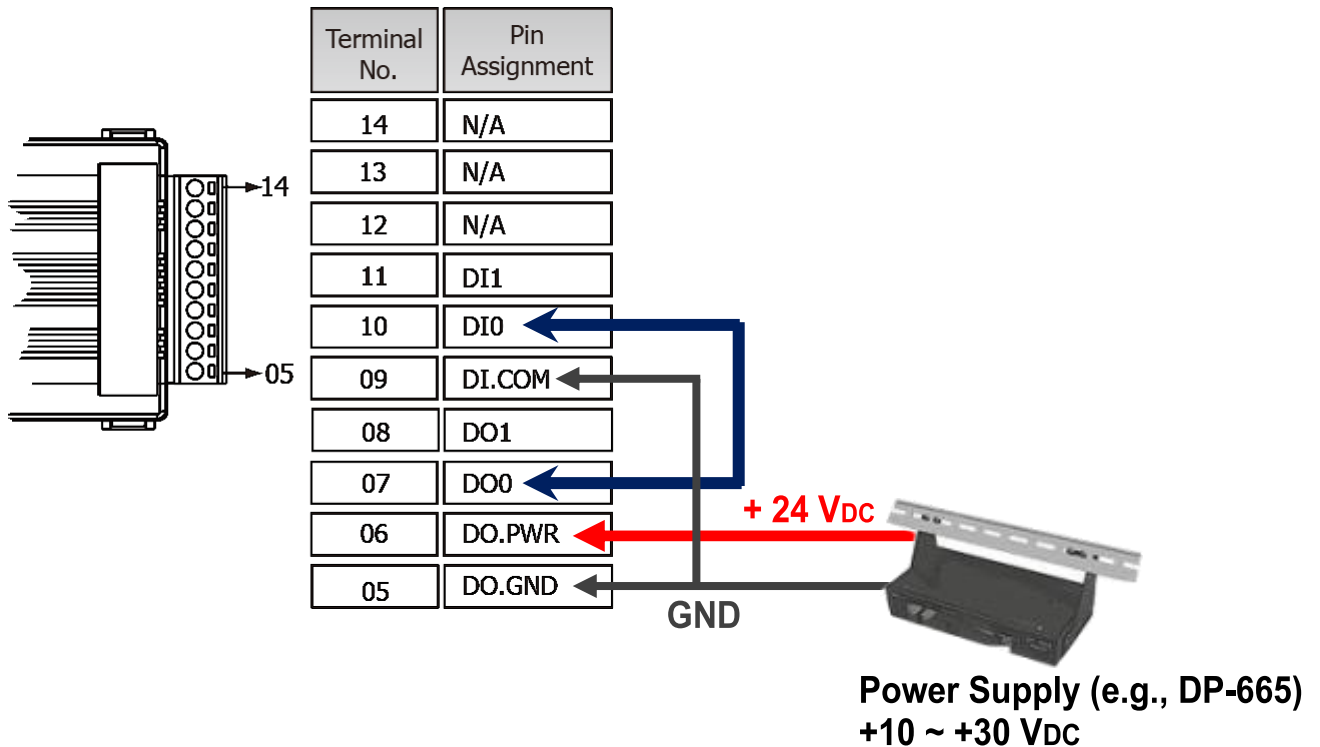 Terminal No.
Pin Assignment
14 N/A
13 N/A
12 N/A
11 DI1
10 DI0
09 DI.COM
08 DO1
07 DO0
06 DO.PWR
05 DO.GND
14
05
+ 24 VDC
GND
Power Supply (e.g., DP-665)
+10 ~ +30 VDC